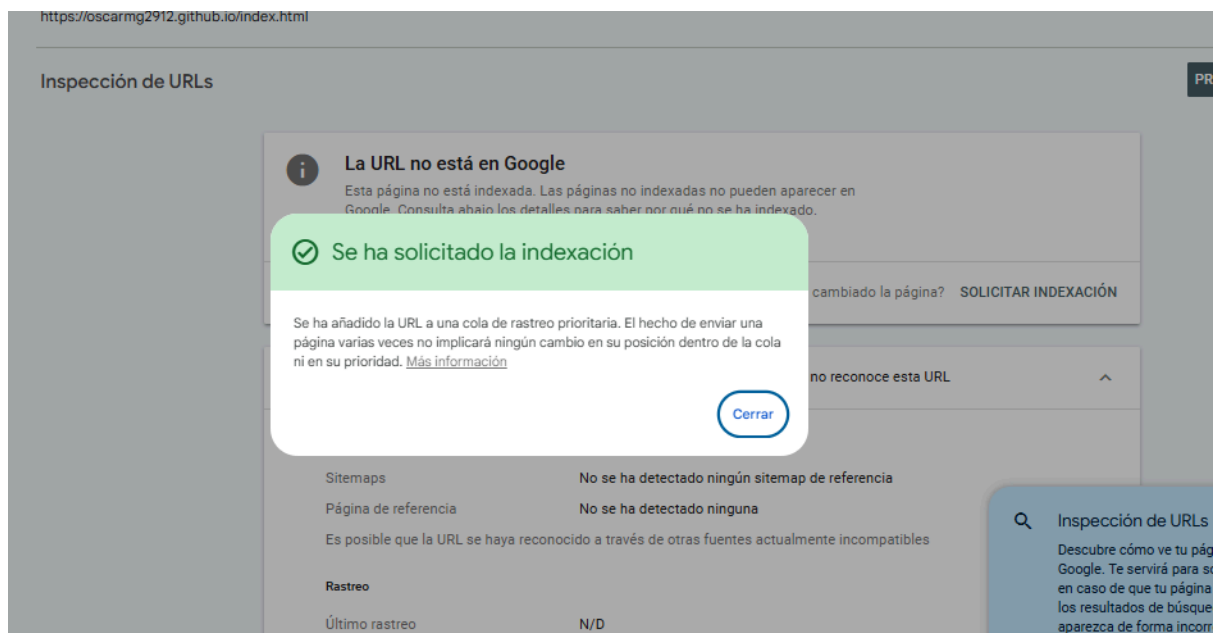 https://oscarmg2912.github.io/index.html
Inspección de URLs
PR
La URL no está en Google
Esta página no está indexada. Las páginas no indexadas no pueden aparecer en
Google. Consulta abajo los detalles para saber por qué no se ha indexado.
Se ha solicitado la indexación
cambiado la página? SOLICITAR INDEXACIÓN
Se ha añadido la URL a una cola de rastreo prioritaria. El hecho de enviar una
página varias veces no implicará ningún cambio en su posición dentro de la cola
ni en su prioridad. Más información
no reconoce esta URL
Cerrar
Sitemaps No se ha detectado ningún sitemap de referencia
Página de referencia No se ha detectado ninguna
Es posible que la URL se haya reconocido a través de otras fuentes actualmente incompatibles
Rastreo
Último rastreo N/D
Inspección de URLs
Descubre cómo ve tu pág
Google. Te servirá para so
en caso de que tu página
los resultados de búsque
aparezca de forma incorr